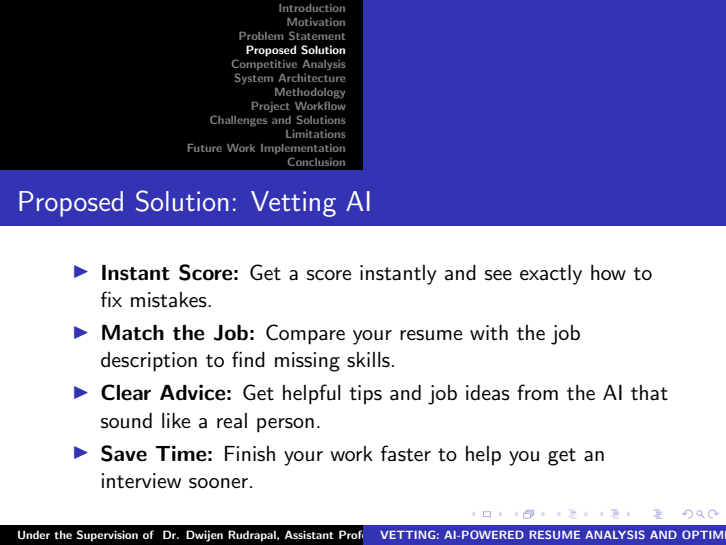 Introduction
Motivation
Problem Statement
Proposed Solution
Competitive Analysis
System Architecture
Methodology
Project Workflow
Challenges and Solutions
Limitations
Future Work Implementation
Conclusion
Proposed Solution: Vetting AI
Instant Score: Get a score instantly and see exactly how to
fix mistakes.
Match the Job: Compare your resume with the job
description to find missing skills.
Clear Advice: Get helpful tips and job ideas from the AI that
sound like a real person.
Save Time: Finish your work faster to help you get an
interview sooner.
Under the Supervision of Dr. Dwijen Rudrapal, Assistant Prof
VETTING: AI-POWERED RESUME ANALYSIS AND OPTIM